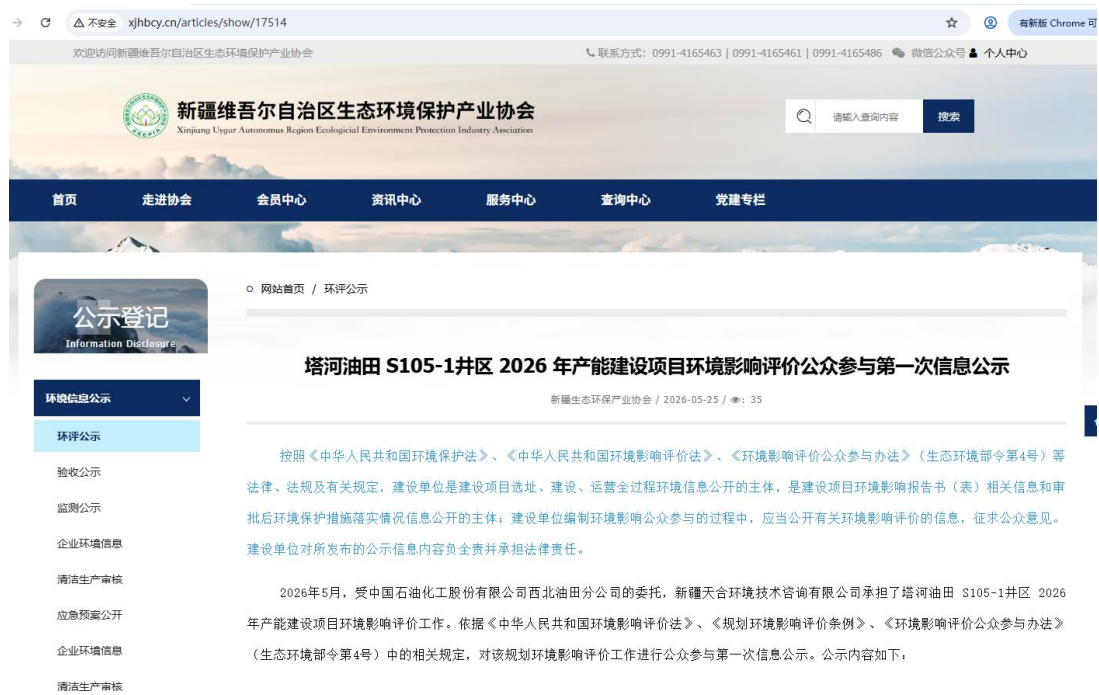 不安全 xjhbcy.cn/articles/show/17514
有新版 Chrome 可
欢迎访问新疆维吾尔自治区生态环境保护产业协会
联系方式：0991-4165463 | 0991-4165461 | 0991-4165486 微信公众号 个人中心
新疆维吾尔自治区生态环境保护产业协会
Xinjiang Uygur Autonomus Region Ecologicial Environment Protection Industry Assciation
请输入查询内容
搜索
首页 走进协会 会员中心 资讯中心 服务中心 查询中心 党建专栏
公示登记
Information Disclosure
环境信息公示
环评公示
验收公示
监测公示
企业环境信息
清洁生产审核
应急预案公开
企业环境信息
清洁生产审核
网站首页 / 环评公示
塔河油田 S105-1井区 2026 年产能建设项目环境影响评价公众参与第一次信息公示
新疆生态环保产业协会 / 2026-05-25 / : 35
按照《中华人民共和国环境保护法》、《中华人民共和国环境影响评价法》、《环境影响评价公众参与办法》（生态环境部令第4号）等
法律、法规及有关规定，建设单位是建设项目选址、建设、运营全过程环境信息公开的主体，是建设项目环境影响报告书（表）相关信息和审
批后环境保护措施落实情况信息公开的主体；建设单位编制环境影响公众参与的过程中，应当公开有关环境影响评价的信息，征求公众意见。
建设单位对所发布的公示信息内容负全责并承担法律责任。
2026年5月，受中国石油化工股份有限公司西北油田分公司的委托，新疆天合环境技术咨询有限公司承担了塔河油田 S105-1井区 2026
年产能建设项目环境影响评价工作。依据《中华人民共和国环境影响评价法》、《规划环境影响评价条例》、《环境影响评价公众参与办法》
（生态环境部令第4号）中的相关规定，对该规划环境影响评价工作进行公众参与第一次信息公示。公示内容如下：